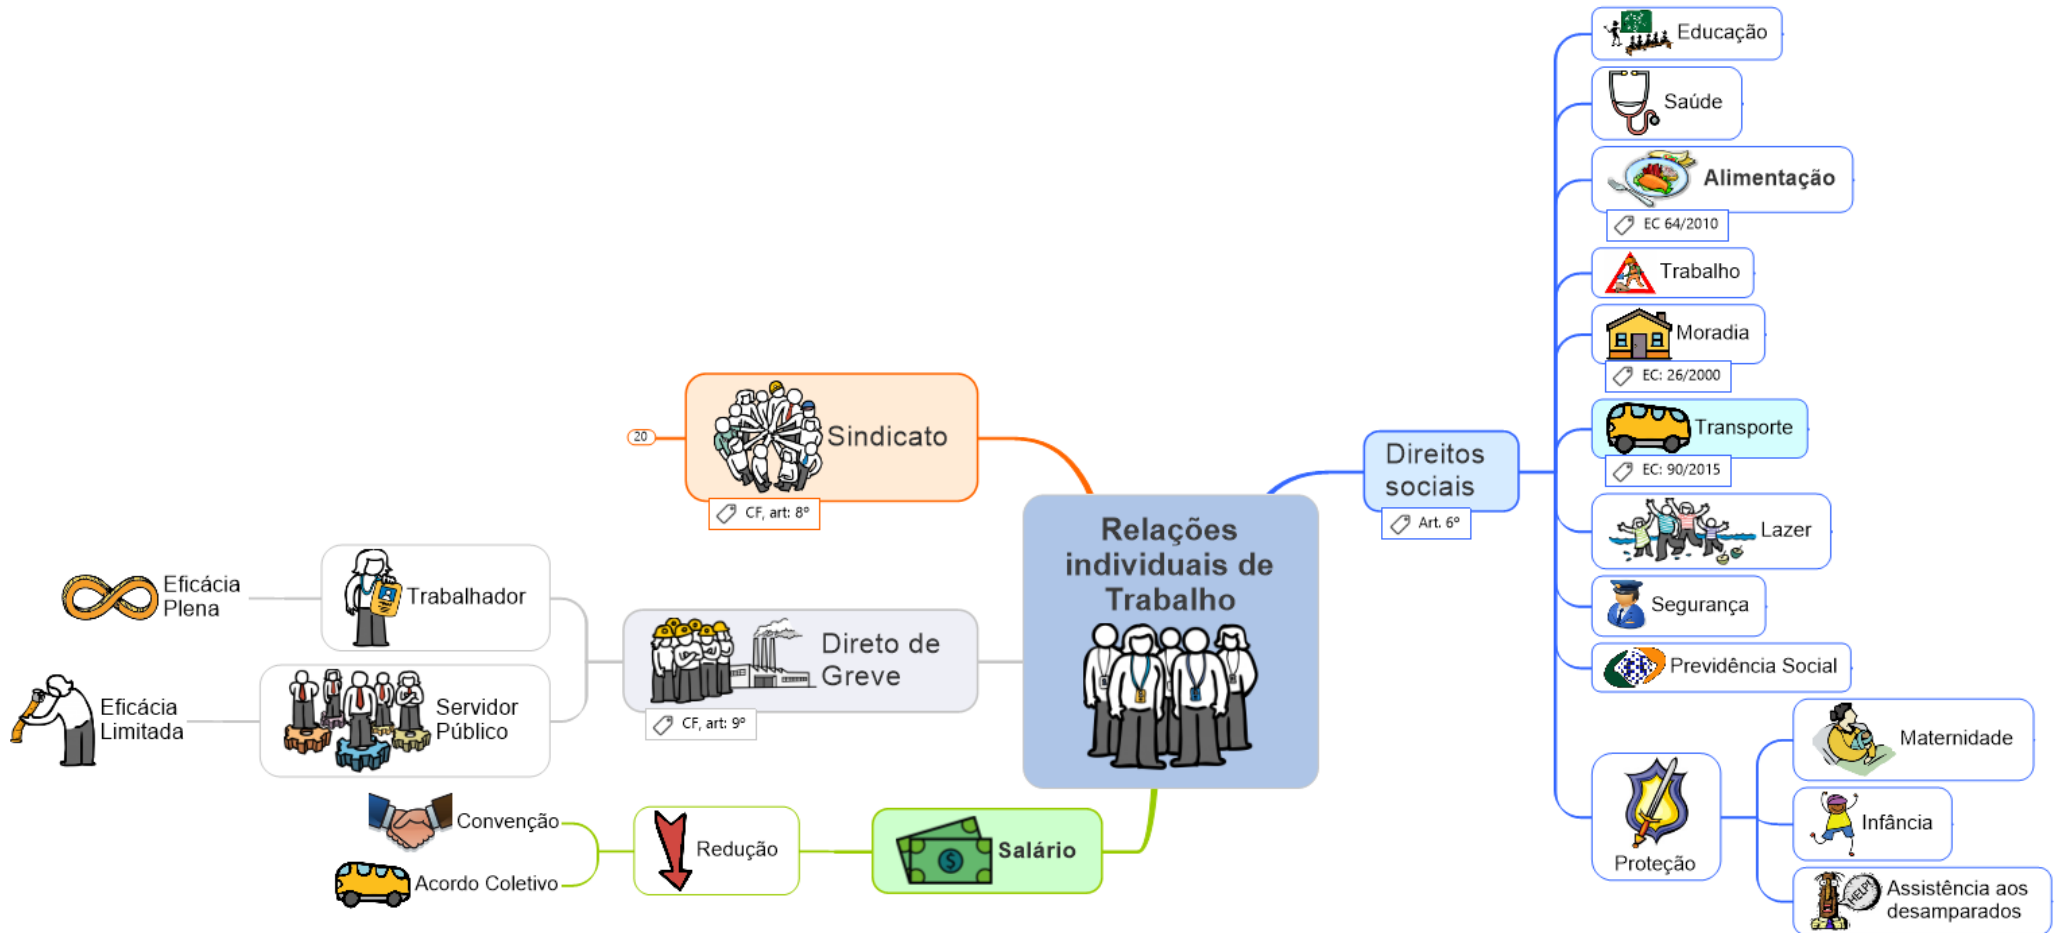 Educação
Saúde
Alimentação
EC 64/2010
Trabalho
Moradia
EC: 26/2000
Transporte
EC: 90/2015
Lazer
Segurança
Previdência Social
Proteção
Maternidade
Infância
HELP!
Assistência aos
desamparados
Direitos
sociais
Art. 6º
Relações
individuais de
Trabalho
20
Sindicato
CF, art: 8º
Direto de
Greve
CF, art: 9º
Trabalhador
Eficácia
Plena
Servidor
Público
Eficácia
Limitada
$
Salário
Redução
Convenção
Acordo Coletivo